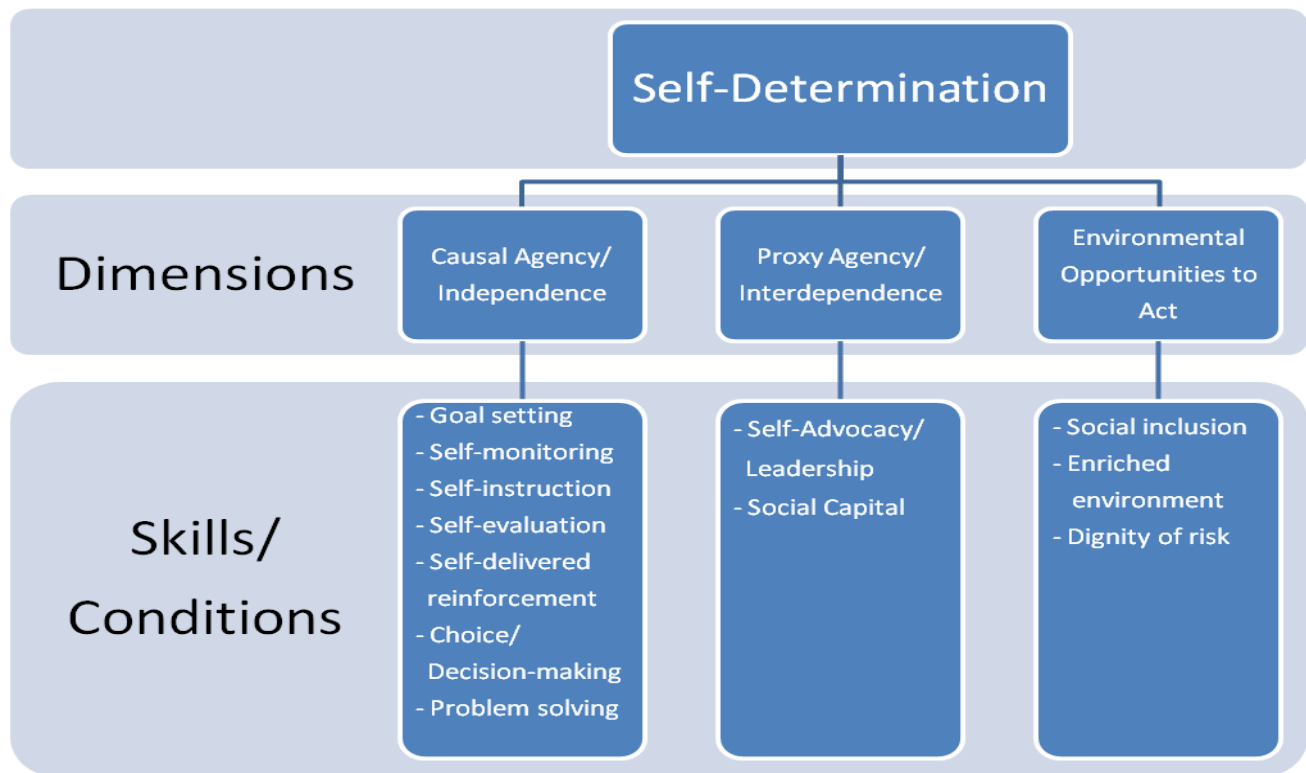 Self-Determination
Dimensions
Causal Agency/
Independence
Proxy Agency/
Interdependence
Environmental
Opportunities to
Act
Skills/
Conditions
- Goal setting
- Self-monitoring
- Self-instruction
- Self-evaluation
- Self-delivered
reinforcement
- Choice/
Decision-making
- Problem solving
- Self-Advocacy/
Leadership
- Social Capital
- Social inclusion
- Enriched
environment
- Dignity of risk